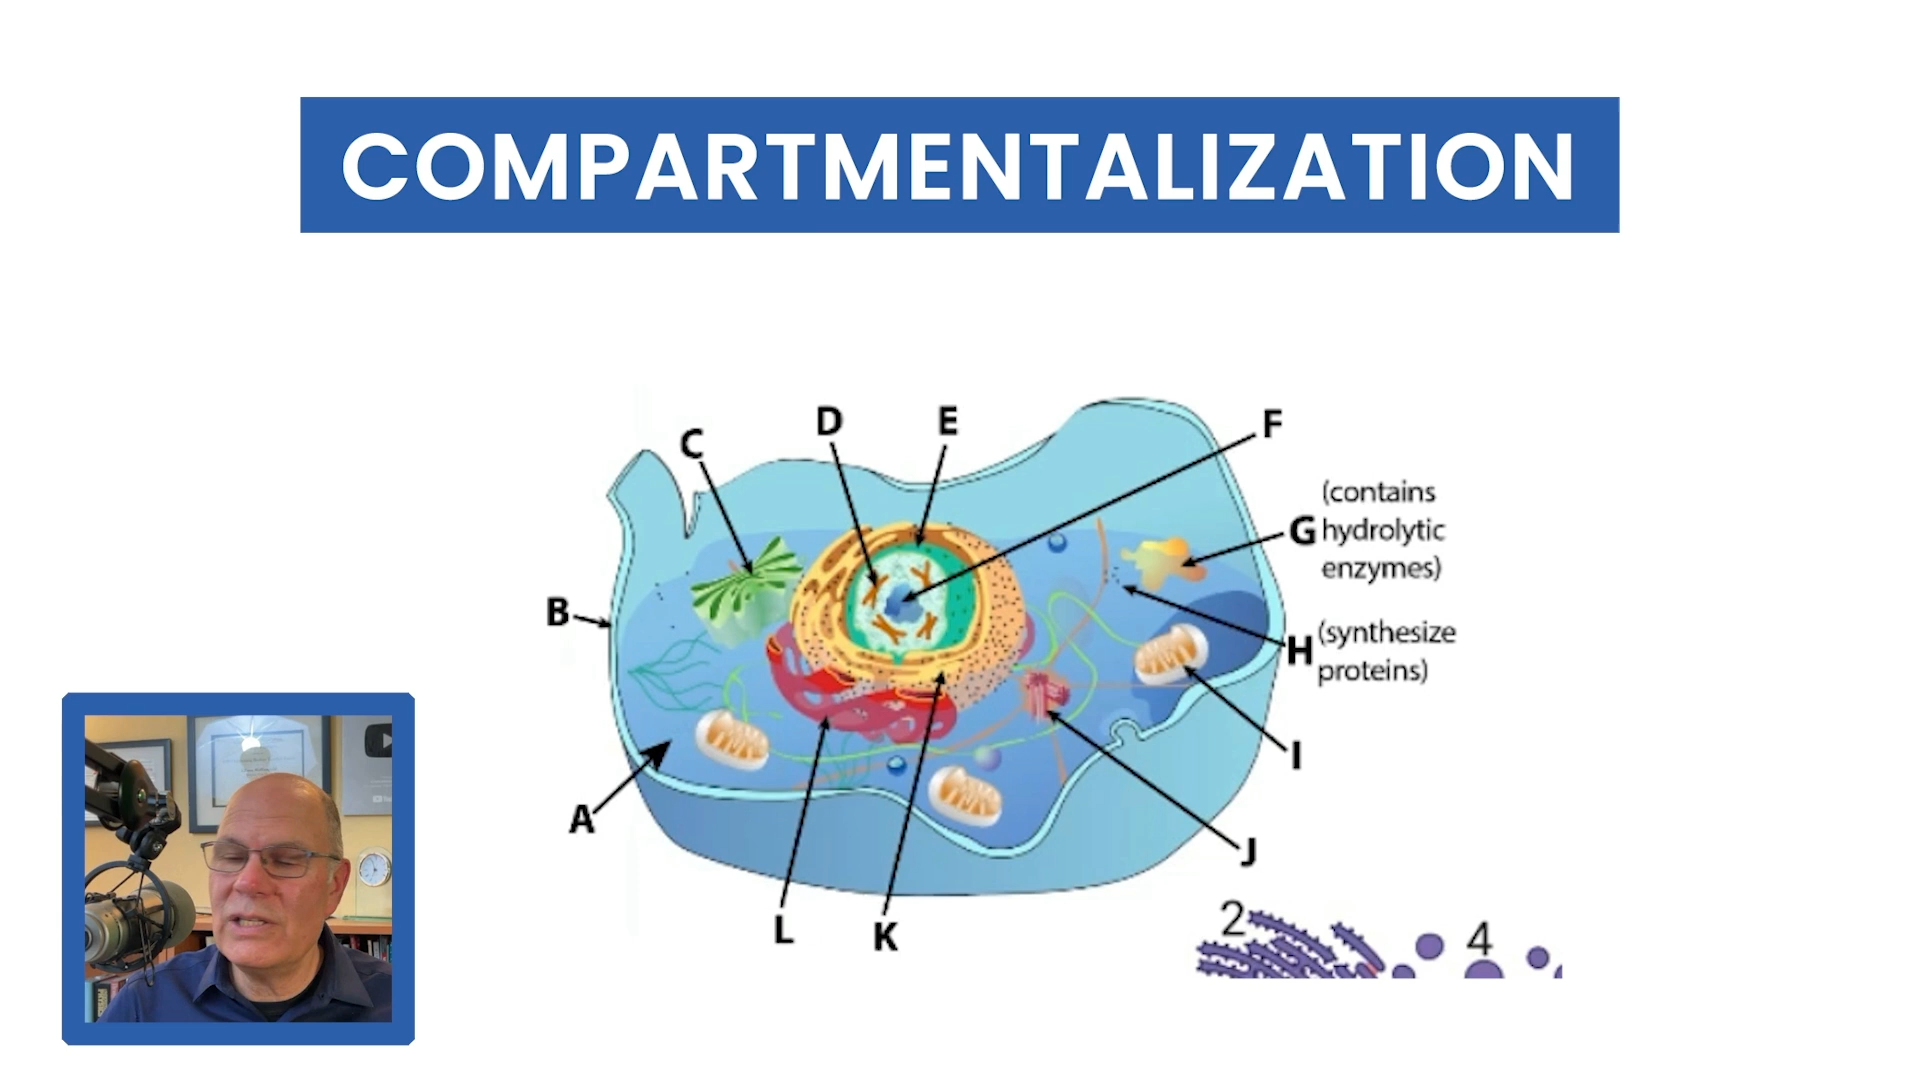 COMPARTMENTALIZATION
D
E
F
C
(contains
G hydrolytic
enzymes)
B
(synthesize
H
proteins)
I
A
J
L
K
2
4